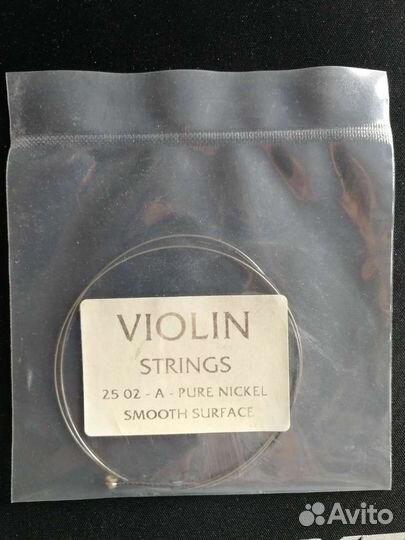 VIOLIN
STRINGS
25 02 - A - PURE NICKEL
SMOOTH SURFACE
Avito